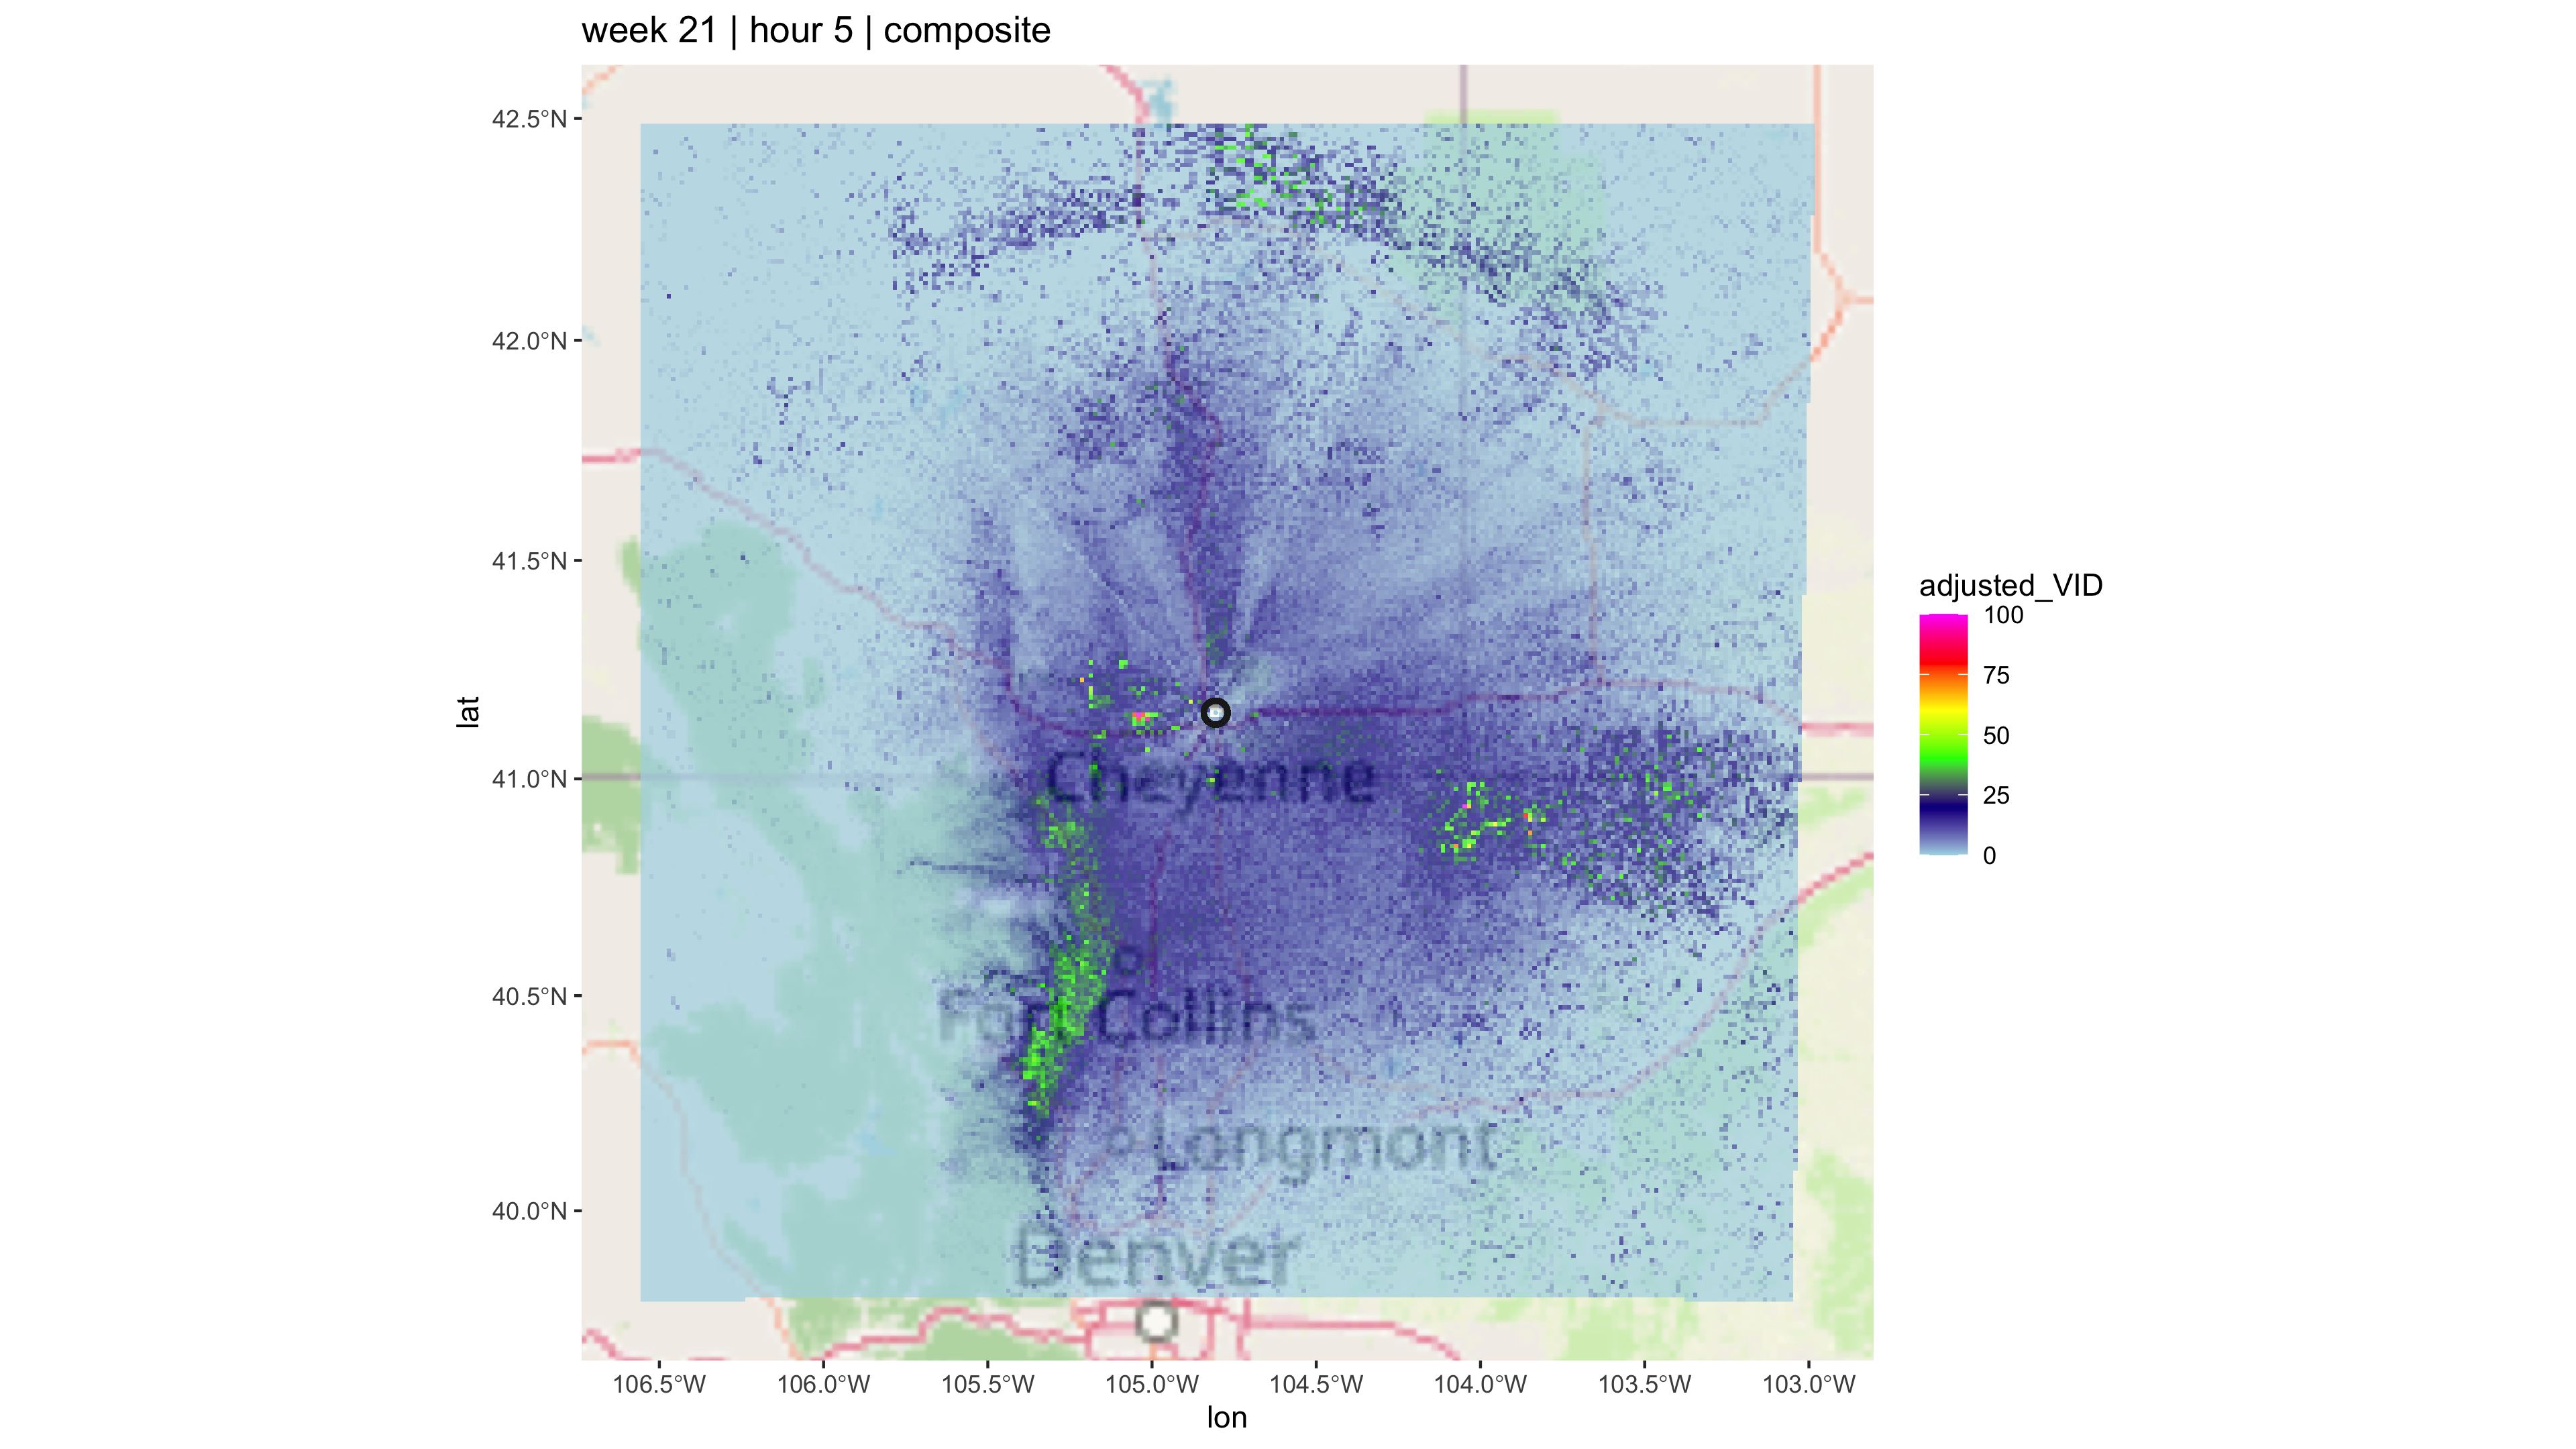 week 21 | hour 5 | composite
42.5°N
42.0°N
41.5°N
41.0°N
40.5°N
40.0°N
lat
Cheyenne
Fort Collins
Longmont
Denver
106.5°W 106.0°W 105.5°W 105.0°W 104.5°W 104.0°W 103.5°W 103.0°W
lon
adjusted_VID
100
75
50
25
0